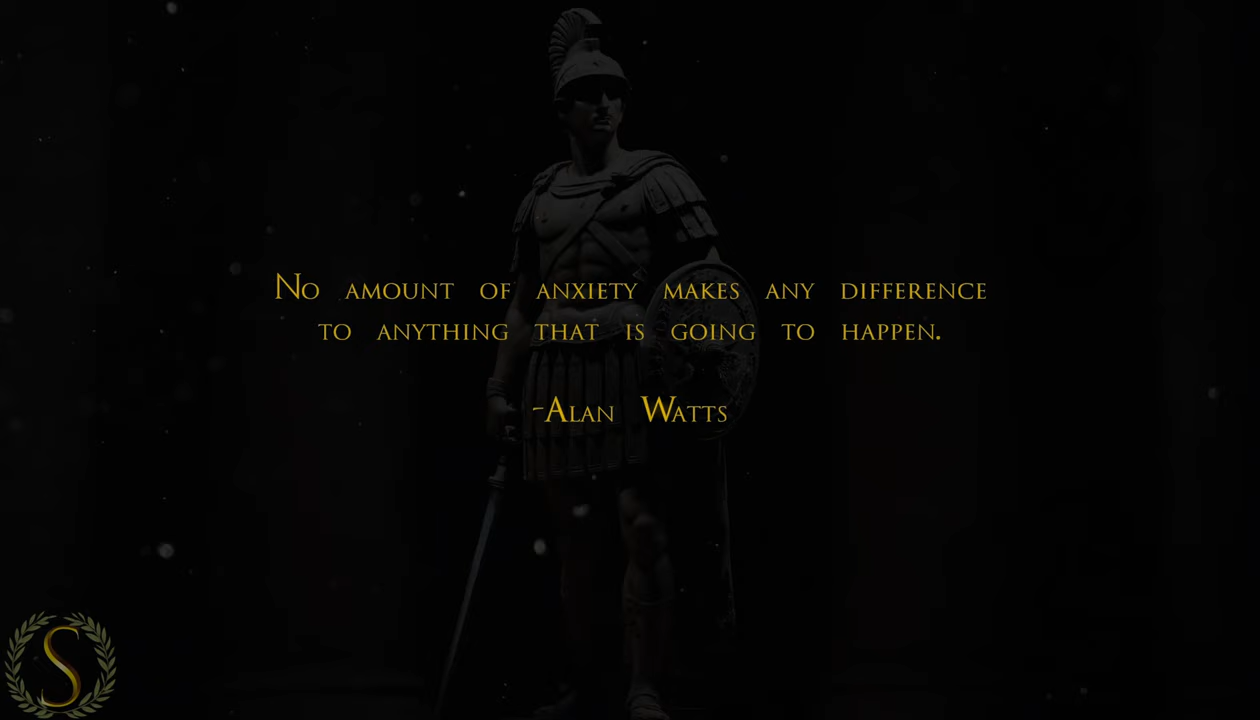 No amount of anxiety makes any difference
to anything that is going to happen.
-Alan Watts
S